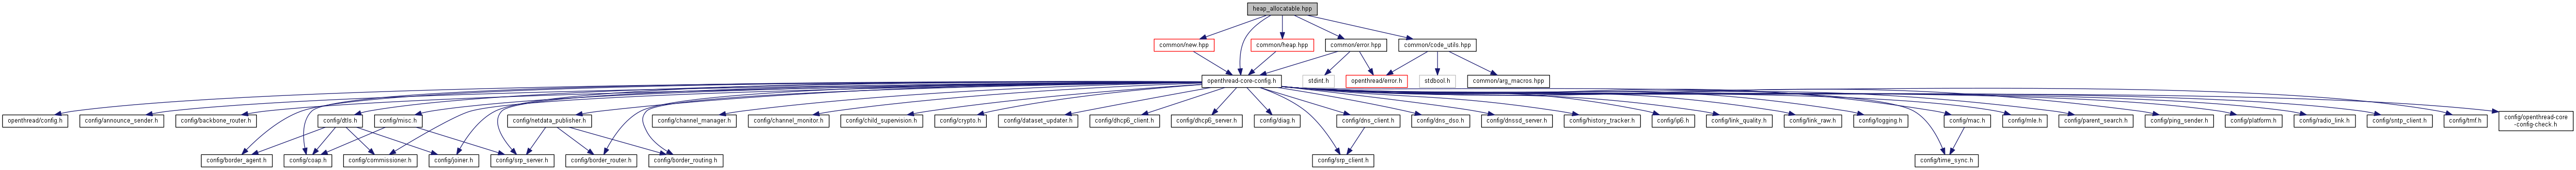 heap_allocatable.hpp
common/new.hpp
common/heap.hpp
common/error.hpp
common/code_utils.hpp
openthread-core-config.h
stdint.h
openthread/error.h
stdbool.h
common/arg_macros.hpp
openthread/config.h
config/announce_sender.h
config/backbone_router.h
config/dtls.h
config/misc.h
config/netdata_publisher.h
config/channel_manager.h
config/channel_monitor.h
config/child_supervision.h
config/crypto.h
config/dataset_updater.h
config/dhcp6_client.h
config/dhcp6_server.h
config/diag.h
config/dns_client.h
config/dns_dso.h
config/dnssd_server.h
config/history_tracker.h
config/ip6.h
config/link_quality.h
config/link_raw.h
config/logging.h
config/mac.h
config/mle.h
config/parent_search.h
config/ping_sender.h
config/platform.h
config/radio_link.h
config/sntp_client.h
config/tmf.h
config/openthread-core
-config-check.h
config/border_agent.h
config/coap.h
config/commissioner.h
config/joiner.h
config/srp_server.h
config/border_router.h
config/border_routing.h
config/srp_client.h
config/time_sync.h